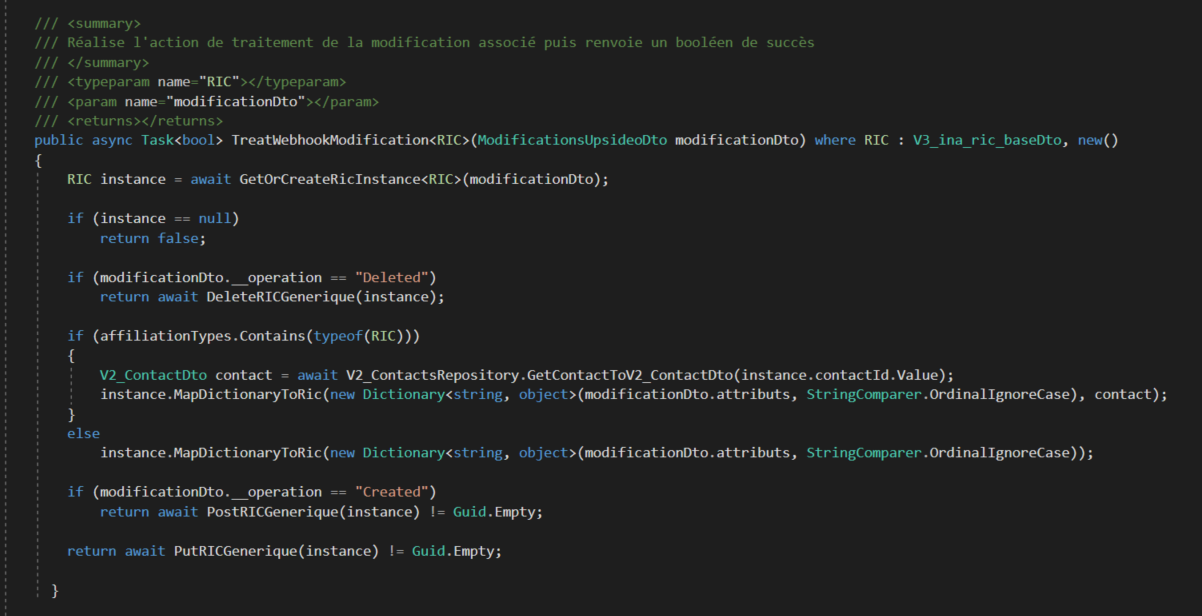 /// <summary>
/// Réalise l'action de traitement de la modification associé puis renvoie un booléen de succès
/// </summary>
/// <typeparam name="RIC"></typeparam>
/// <param name="modificationDto"></param>
/// <returns></returns>
public async Task<bool> TreatWebhookModification<RIC>(ModificationsUpsideoDto modificationDto) where RIC : V3_ina_ric_baseDto, new()
{
RIC instance = await GetOrCreateRicInstance<RIC>(modificationDto);
if (instance == null)
return false;
if (modificationDto.__operation == "Deleted")
return await DeleteRICGenerique(instance);
if (affiliationTypes.Contains(typeof(RIC)))
{
V2_ContactDto contact = await V2_ContactsRepository.GetContactToV2_ContactDto(instance.contactId.Value);
instance.MapDictionaryToRic(new Dictionary<string, object>(modificationDto.attributs, StringComparer.OrdinalIgnoreCase), contact);
}
else
instance.MapDictionaryToRic(new Dictionary<string, object>(modificationDto.attributs, StringComparer.OrdinalIgnoreCase));
if (modificationDto.__operation == "Created")
return await PostRICGenerique(instance) != Guid.Empty;
return await PutRICGenerique(instance) != Guid.Empty;
}